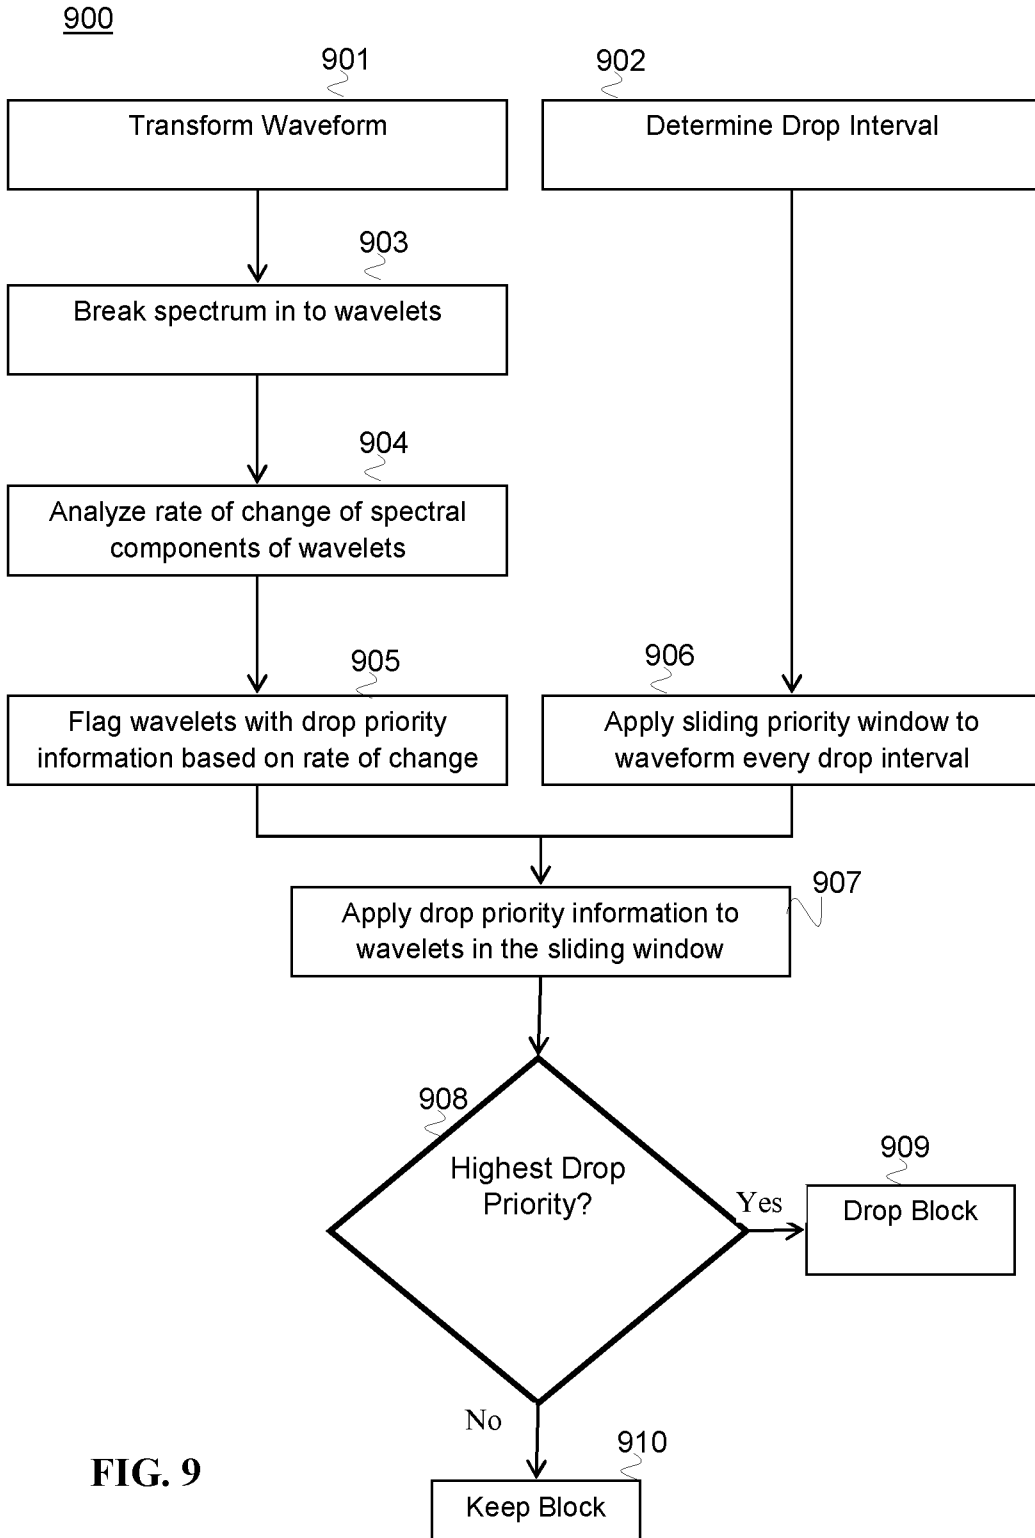 900
901
902
Transform Waveform
Determine Drop Interval
903
Break spectrum in to wavelets
904
Analyze rate of change of spectral
components of wavelets
905
906
Flag wavelets with drop priority
information based on rate of change
Apply sliding priority window to
waveform every drop interval
907
Apply drop priority information to
wavelets in the sliding window
908
Highest Drop
Priority?
Yes
909
Drop Block
No
910
Keep Block
FIG. 9